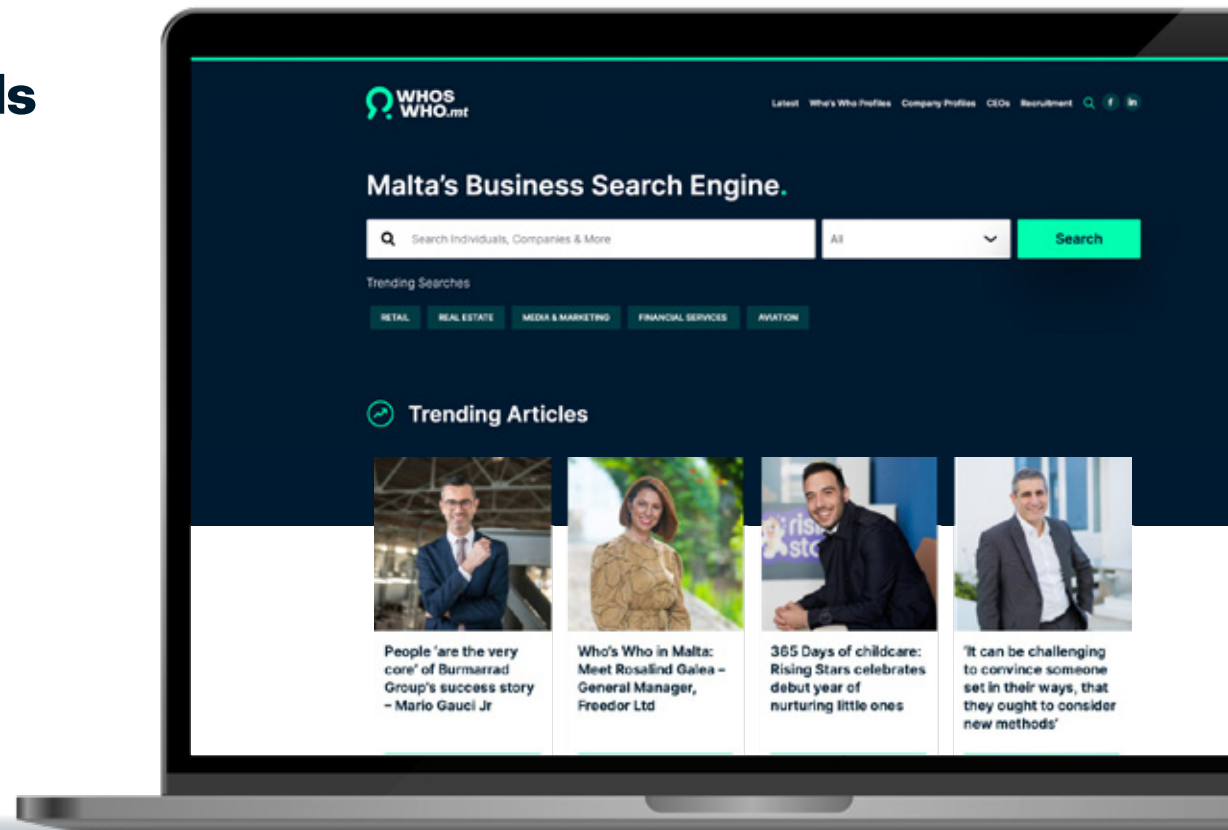 ls
WHOS
WHO.mt
Latest Who's Who Profiles Company Profiles CEOs Recruitment f in
Malta's Business Search Engine.
Search Individuals, Companies & More
All
Search
Trending Searches
RETAIL REAL ESTATE MEDIA & MARKETING FINANCIAL SERVICES AVIATION
Trending Articles
risi
sto
People 'are the very
core' of Burmarrad
Group's success story
– Mario Gauci Jr
Who's Who in Malta:
Meet Rosalind Galea –
General Manager,
Freedor Ltd
365 Days of childcare:
Rising Stars celebrates
debut year of
nurturing little ones
'It can be challenging
to convince someone
set in their ways, that
they ought to consider
new methods'